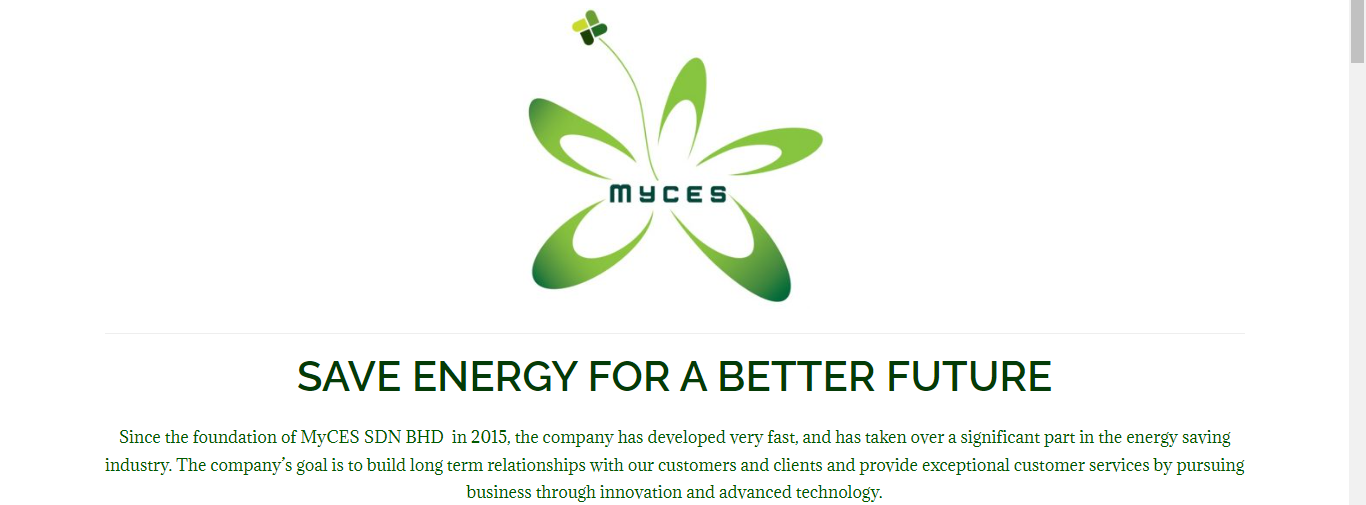 MYCES
SAVE ENERGY FOR A BETTER FUTURE
Since the foundation of MyCES SDN BHD  in 2015, the company has developed very fast, and has taken over a significant part in the energy saving
industry. The company’s goal is to build long term relationships with our customers and clients and provide exceptional customer services by pursuing
business through innovation and advanced technology.